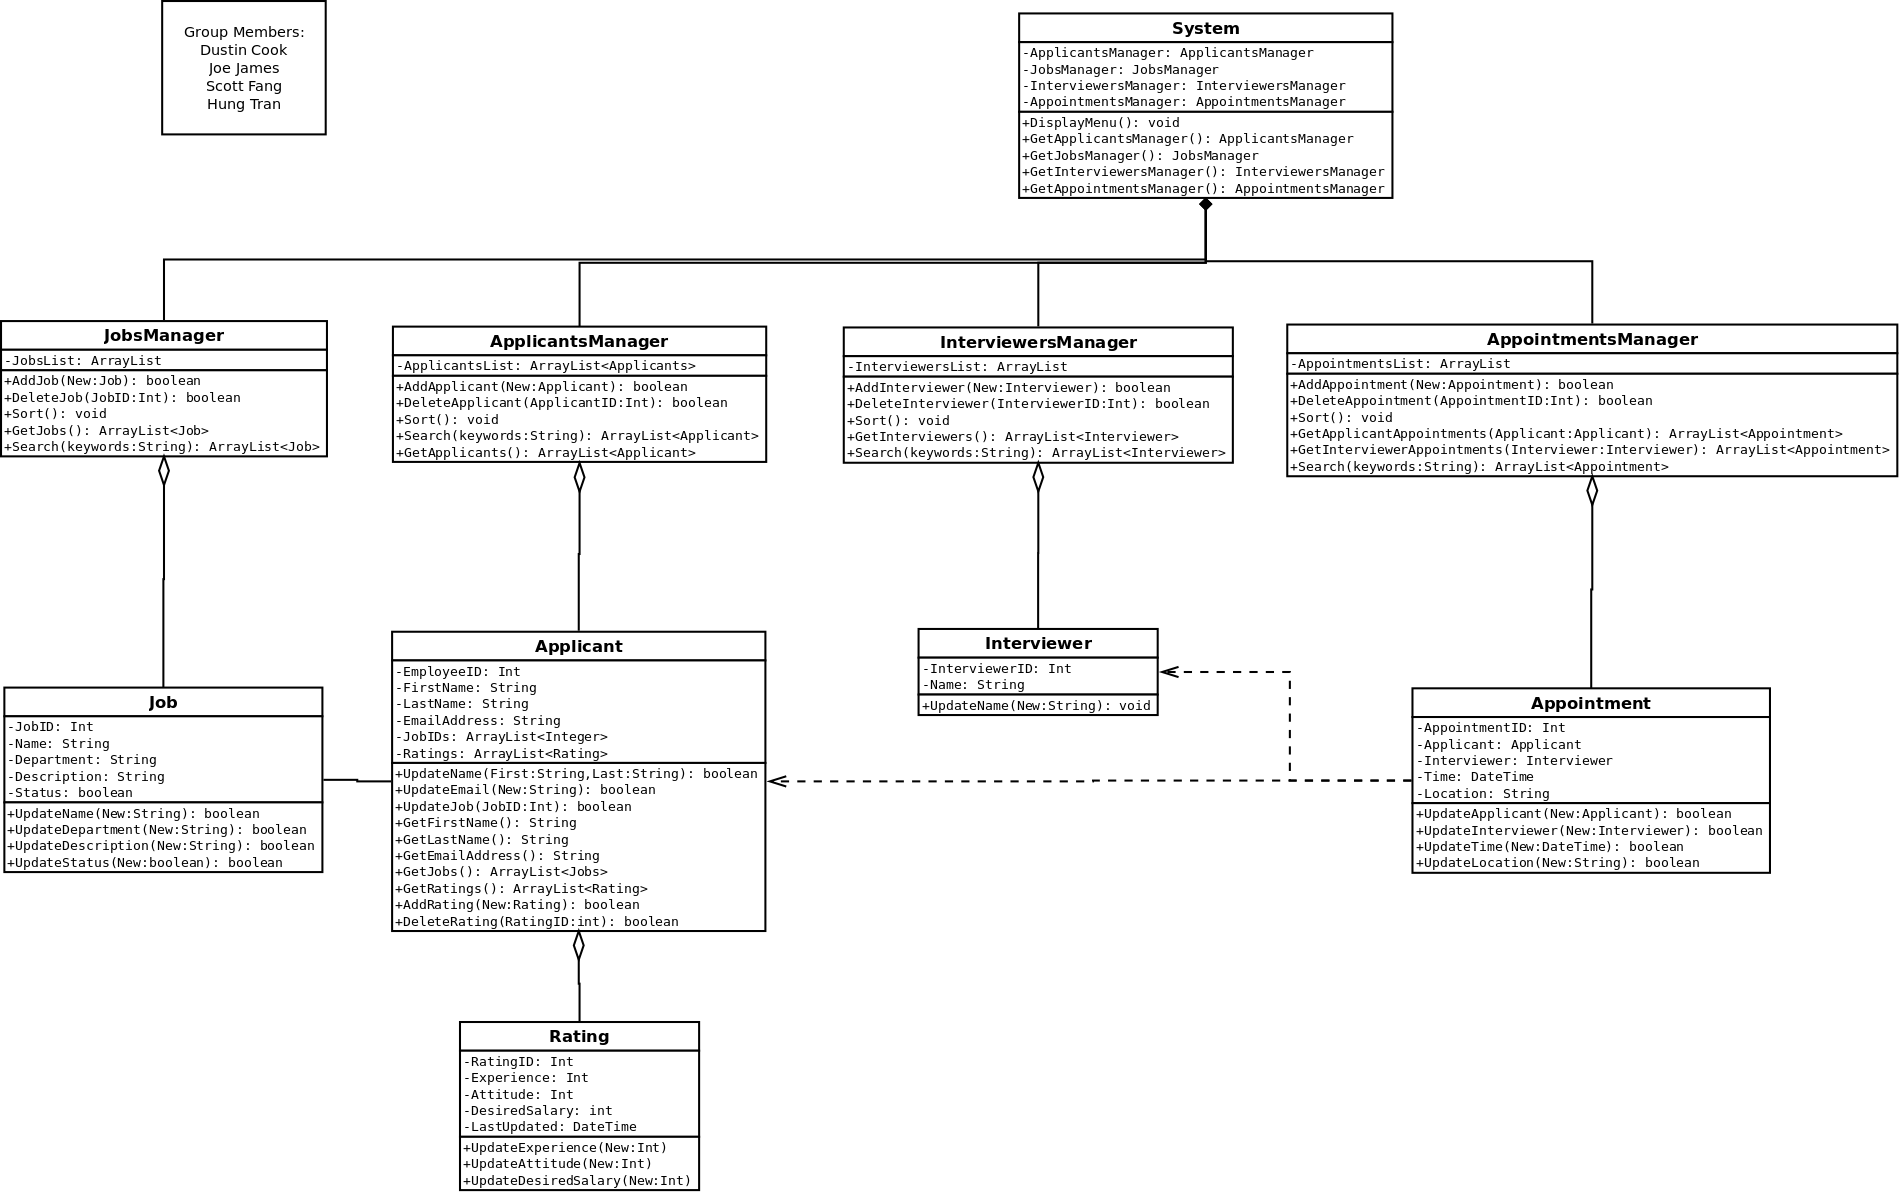 Group Members:
Dustin Cook
Joe James
Scott Fang
Hung Tran
System
-ApplicantsManager: ApplicantsManager
-JobsManager: JobsManager
-InterviewersManager: InterviewersManager
-AppointmentsManager: AppointmentsManager
+DisplayMenu(): void
+GetApplicantsManager(): ApplicantsManager
+GetJobsManager(): JobsManager
+GetInterviewersManager(): InterviewersManager
+GetAppointmentsManager(): AppointmentsManager
JobsManager
-JobsList: ArrayList
+AddJob(New:Job): boolean
+DeleteJob(JobID:Int): boolean
+Sort(): void
+GetJobs(): ArrayList<Job>
+Search(keywords:String): ArrayList<Job>
ApplicantsManager
-ApplicantsList: ArrayList<Applicants>
+AddApplicant(New:Applicant): boolean
+DeleteApplicant(ApplicantID:Int): boolean
+Sort(): void
+Search(keywords:String): ArrayList<Applicant>
+GetApplicants(): ArrayList<Applicant>
InterviewersManager
-InterviewersList: ArrayList
+AddInterviewer(New:Interviewer): boolean
+DeleteInterviewer(InterviewerID:Int): boolean
+Sort(): void
+GetInterviewers(): ArrayList<Interviewer>
+Search(keywords:String): ArrayList<Interviewer>
AppointmentsManager
-AppointmentsList: ArrayList
+AddAppointment(New:Appointment): boolean
+DeleteAppointment(AppointmentID:Int): boolean
+Sort(): void
+GetApplicantAppointments(Applicant:Applicant): ArrayList<Appointment>
+GetInterviewerAppointments(Interviewer:Interviewer): ArrayList<Appointment>
+Search(keywords:String): ArrayList<Appointment>
Job
-JobID: Int
-Name: String
-Department: String
-Description: String
-Status: boolean
+UpdateName(New:String): boolean
+UpdateDepartment(New:String): boolean
+UpdateDescription(New:String): boolean
+UpdateStatus(New:boolean): boolean
Applicant
-EmployeeID: Int
-FirstName: String
-LastName: String
-EmailAddress: String
-JobIDs: ArrayList<Integer>
-Ratings: ArrayList<Rating>
+UpdateName(First:String,Last:String): boolean
+UpdateEmail(New:String): boolean
+UpdateJob(JobID:Int): boolean
+GetFirstName(): String
+GetLastName(): String
+GetEmailAddress(): String
+GetJobs(): ArrayList<Jobs>
+GetRatings(): ArrayList<Rating>
+AddRating(New:Rating): boolean
+DeleteRating(RatingID:int): boolean
Interviewer
-InterviewerID: Int
-Name: String
+UpdateName(New:String): void
Appointment
-AppointmentID: Int
-Applicant: Applicant
-Interviewer: Interviewer
-Time: DateTime
-Location: String
+UpdateApplicant(New:Applicant): boolean
+UpdateInterviewer(New:Interviewer): boolean
+UpdateTime(New:DateTime): boolean
+UpdateLocation(New:String): boolean
Rating
-RatingID: Int
-Experience: Int
-Attitude: Int
-DesiredSalary: int
-LastUpdated: DateTime
+UpdateExperience(New:Int)
+UpdateAttitude(New:Int)
+UpdateDesiredSalary(New:Int)